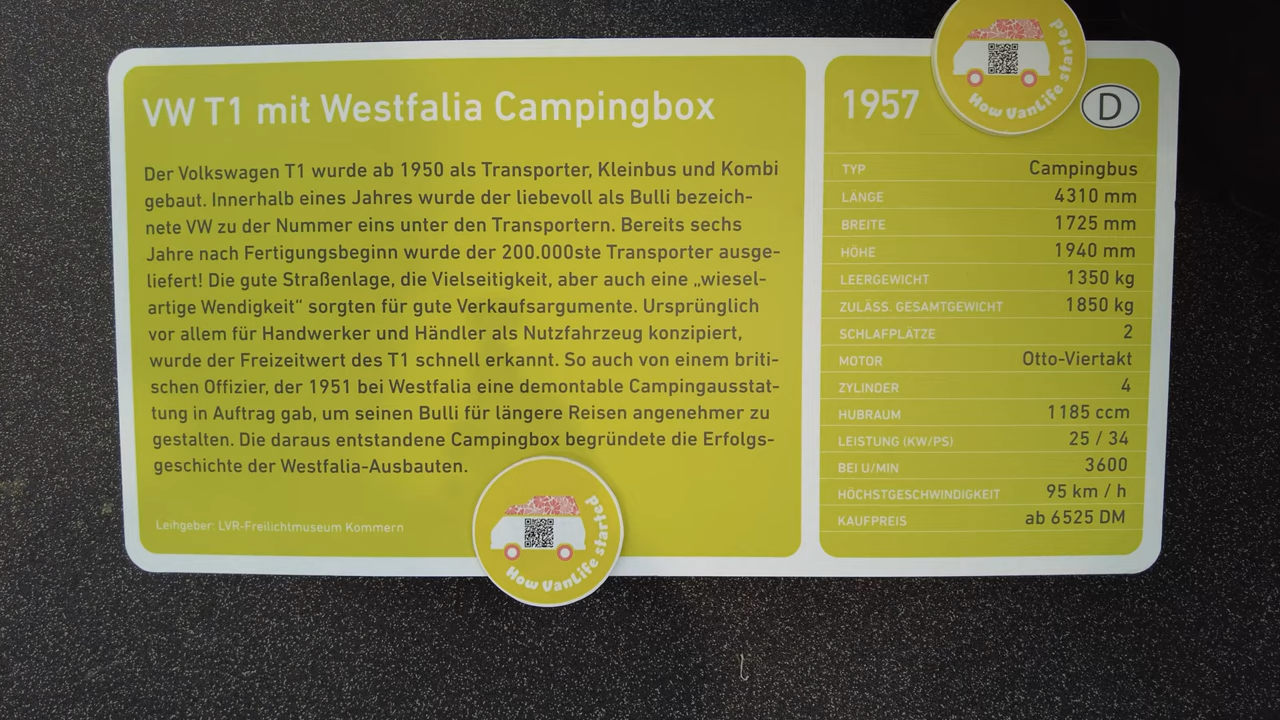 VW T1 mit Westfalia Campingbox
Der Volkswagen T1 wurde ab 1950 als Transporter, Kleinbus und Kombi
gebaut. Innerhalb eines Jahres wurde der liebevoll als Bulli bezeich-
nete VW zu der Nummer eins unter den Transportern. Bereits sechs
Jahre nach Fertigungsbeginn wurde der 200.000ste Transporter ausge-
liefert! Die gute Straßenlage, die Vielseitigkeit, aber auch eine „wiesel-
artige Wendigkeit“ sorgten für gute Verkaufsargumente. Ursprünglich
vor allem für Handwerker und Händler als Nutzfahrzeug konzipiert,
wurde der Freizeitwert des T1 schnell erkannt. So auch von einem briti-
schen Offizier, der 1951 bei Westfalia eine demontable Campingausstat-
tung in Auftrag gab, um seinen Bulli für längere Reisen angenehmer zu
gestalten. Die daraus entstandene Campingbox begründete die Erfolgs-
geschichte der Westfalia-Ausbauten.
Leihgeber: LVR-Freilichtmuseum Kommern
How VanLife started
How VanLife started
1957
D
TYP Campingbus
LÄNGE 4310 mm
BREITE 1725 mm
HÖHE 1940 mm
LEERGEWICHT 1350 kg
ZULÄSS. GESAMTGEWICHT 1850 kg
SCHLAFPLÄTZE 2
MOTOR Otto-Viertakt
ZYLINDER 4
HUBRAUM 1185 ccm
LEISTUNG (KW/PS) 25 / 34
BEI U/MIN 3600
HÖCHSTGESCHWINDIGKEIT 95 km / h
KAUFPREIS ab 6525 DM